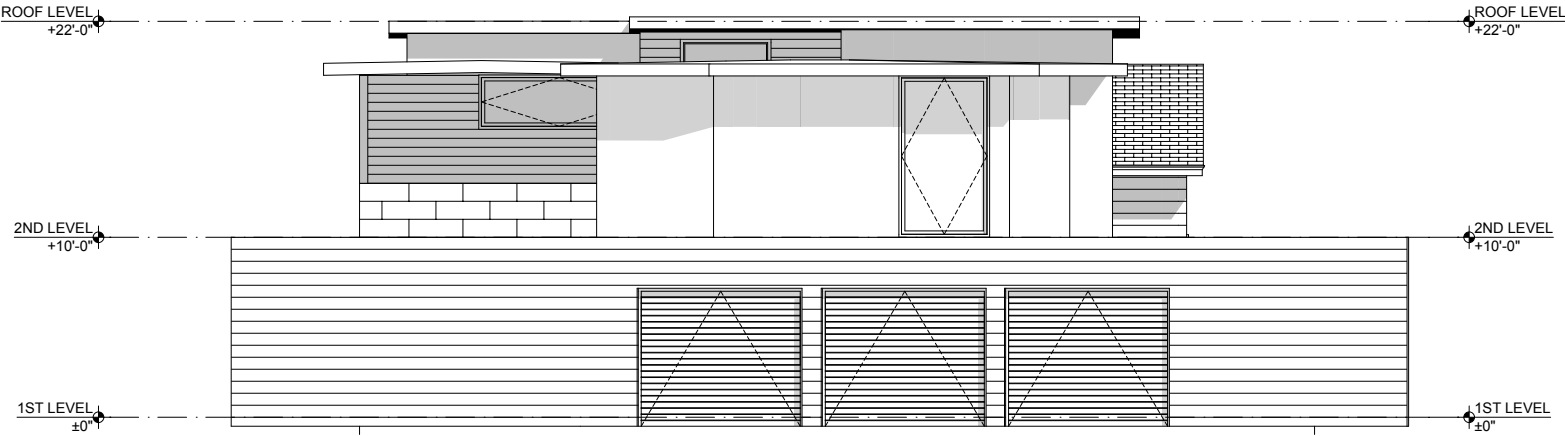 ROOF LEVEL
+22'-0"
ROOF LEVEL
+22'-0"
2ND LEVEL
+10'-0"
2ND LEVEL
+10'-0"
1ST LEVEL
±0"
1ST LEVEL
±0"